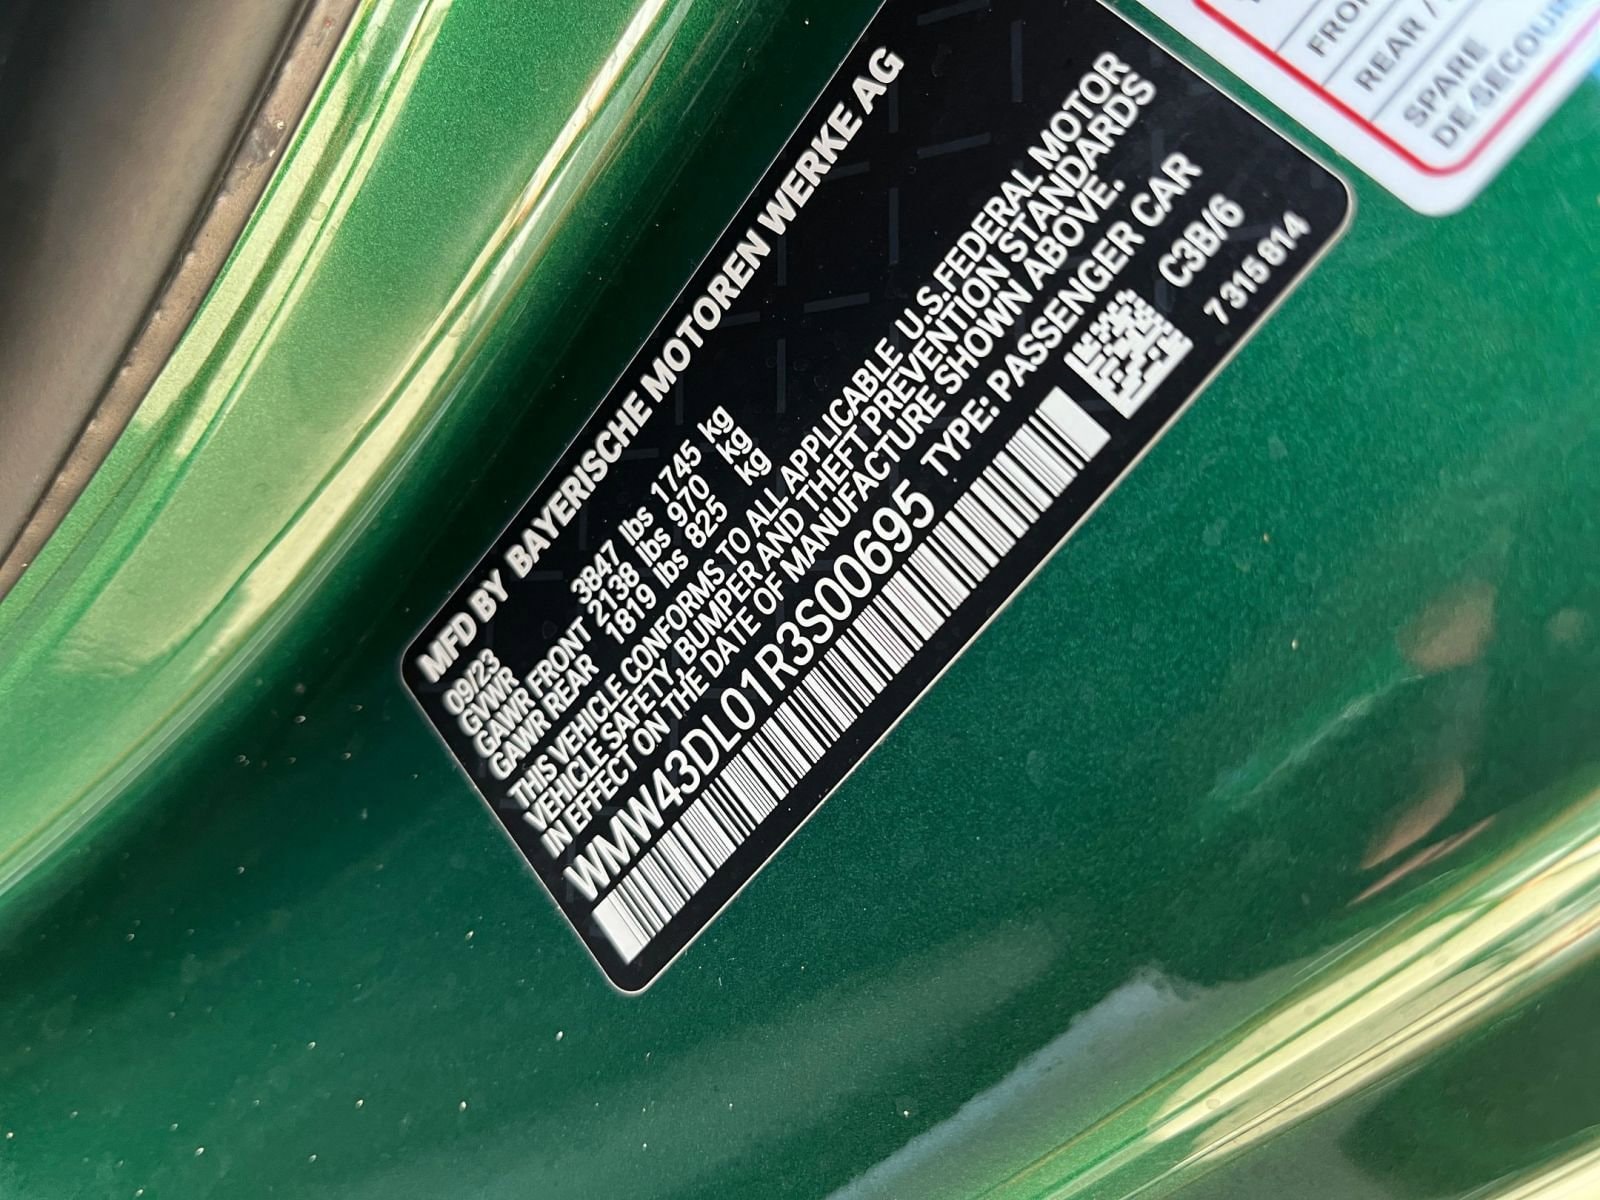 MFD BY BAYERISCHE MOTOREN WERKE AG
09/23
GVWR 3847 lbs 1745 kg
GAWR FRONT 2138 lbs 970 kg
GAWR REAR 1819 lbs 825 kg
THIS VEHICLE CONFORMS TO ALL APPLICABLE U.S.FEDERAL MOTOR
VEHICLE SAFETY, BUMPER AND THEFT PREVENTION STANDARDS
IN EFFECT ON THE DATE OF MANUFACTURE SHOWN ABOVE.
WMW43DL01R3S00695 TYPE: PASSENGER CAR
C3B/6
7 315 814
REAR /
SPARE
DE SECOUR